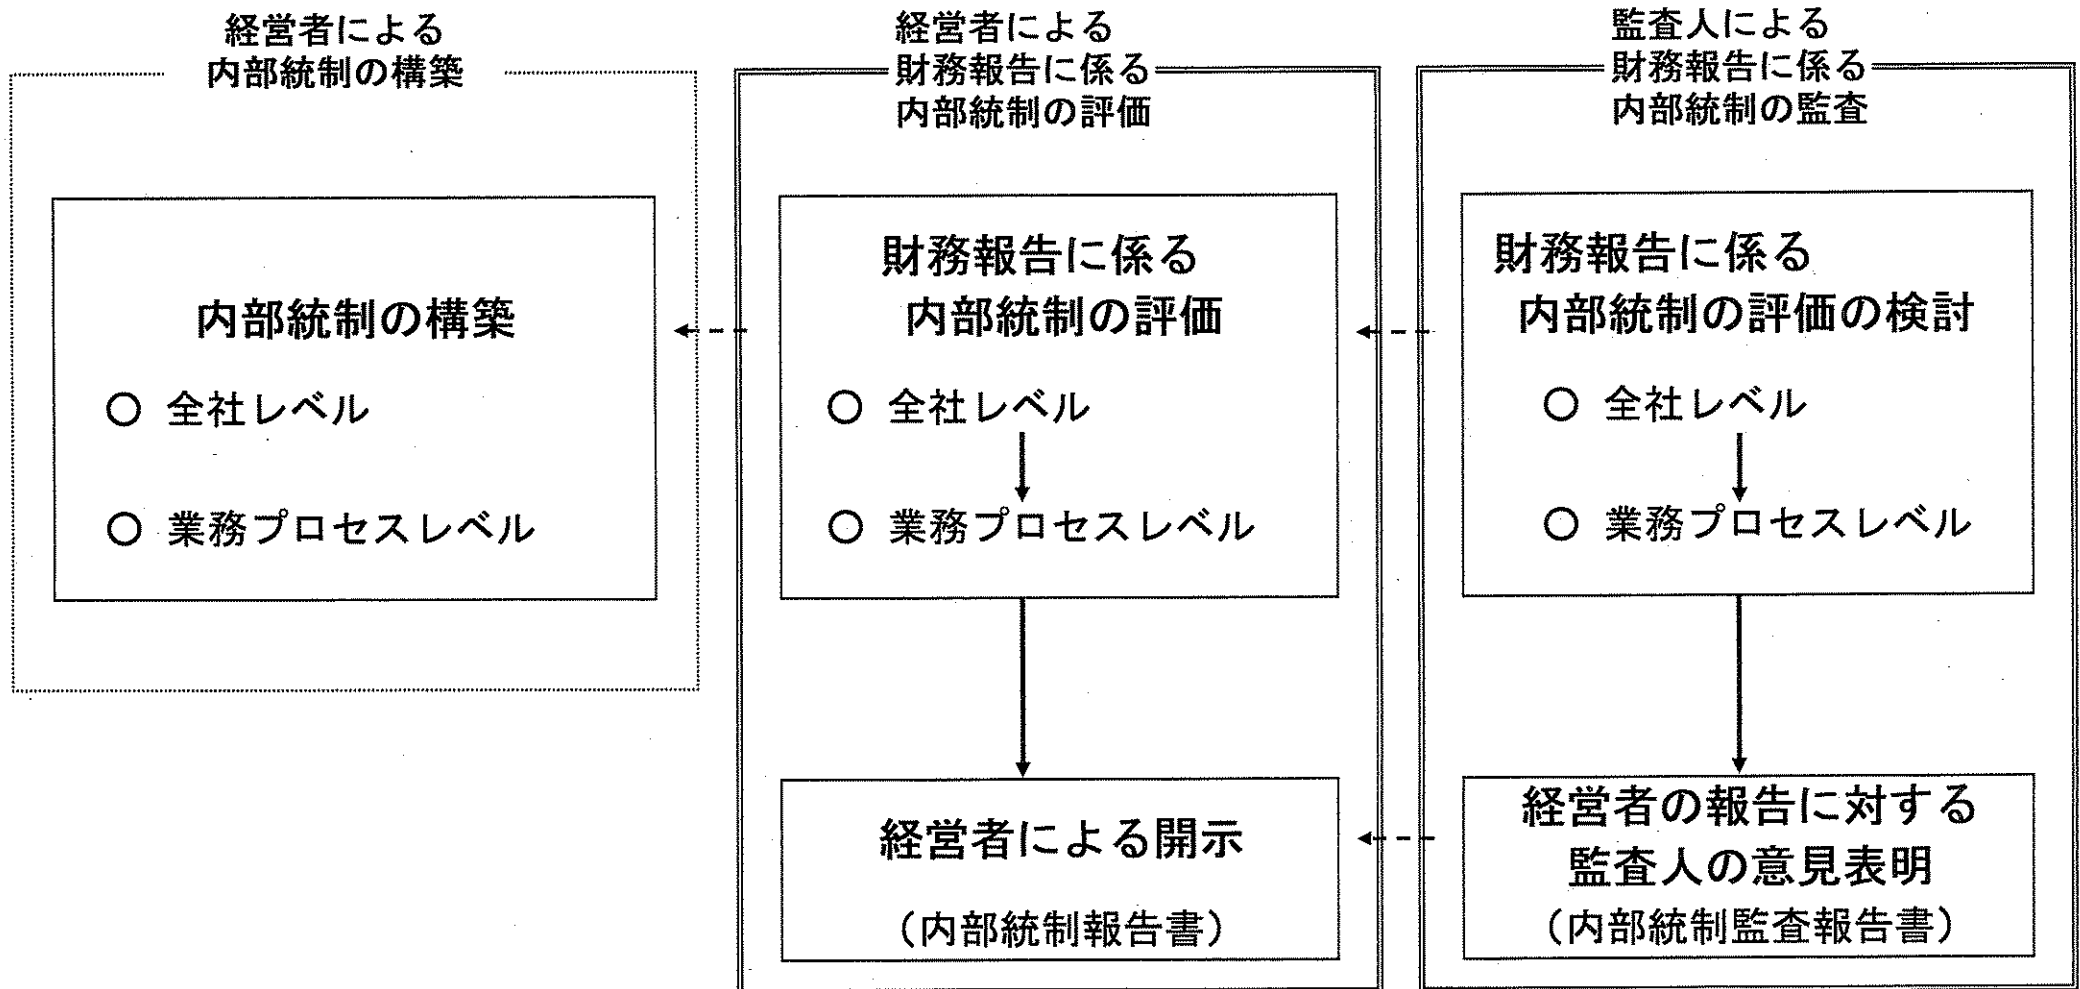 経営者による
内部統制の構築
内部統制の構築
○ 全社レベル
○ 業務プロセスレベル
経営者による
財務報告に係る
内部統制の評価
財務報告に係る
内部統制の評価
○ 全社レベル
○ 業務プロセスレベル
経営者による開示
（内部統制報告書）
監査人による
財務報告に係る
内部統制の監査
財務報告に係る
内部統制の評価の検討
○ 全社レベル
○ 業務プロセスレベル
経営者の報告に対する
監査人の意見表明
（内部統制監査報告書）